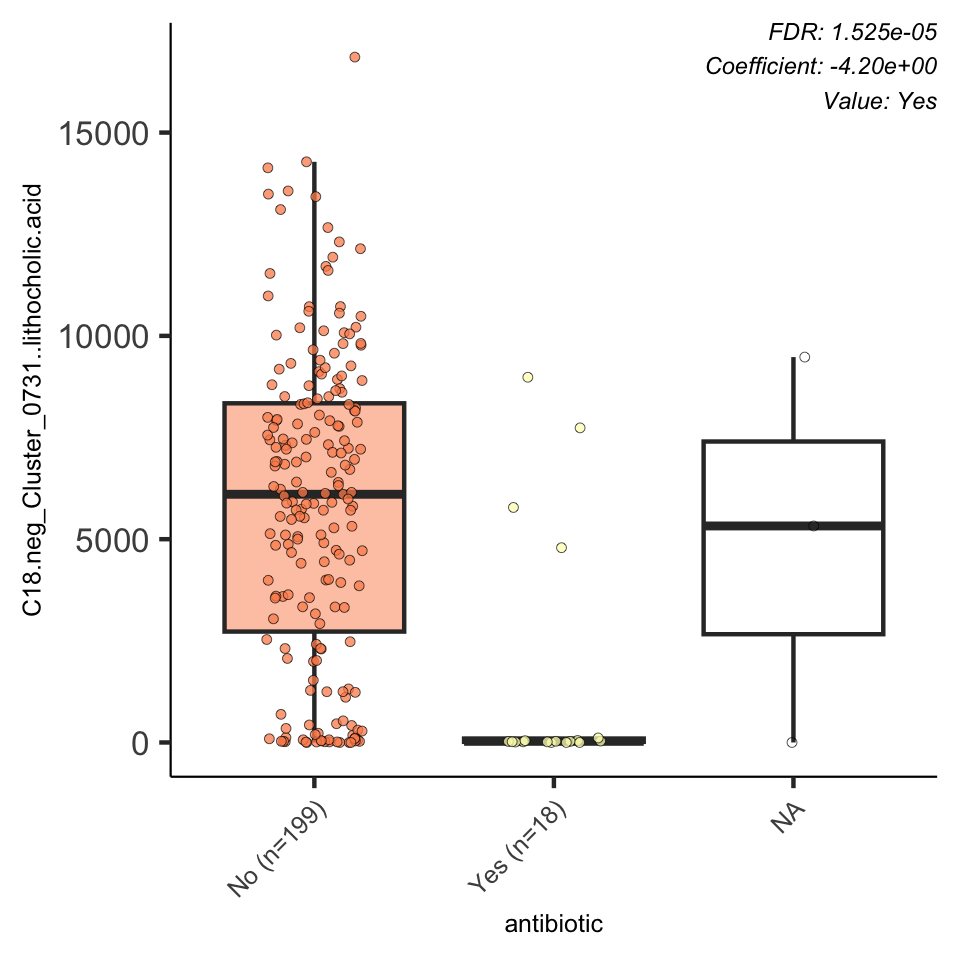 FDR: 1.525e-05
Coefficient: -4.20e+00
Value: Yes
C18.neg_Cluster_0731..lithocholic.acid
15000
10000
5000
0
No (n=199)
Yes (n=18)
NA
antibiotic